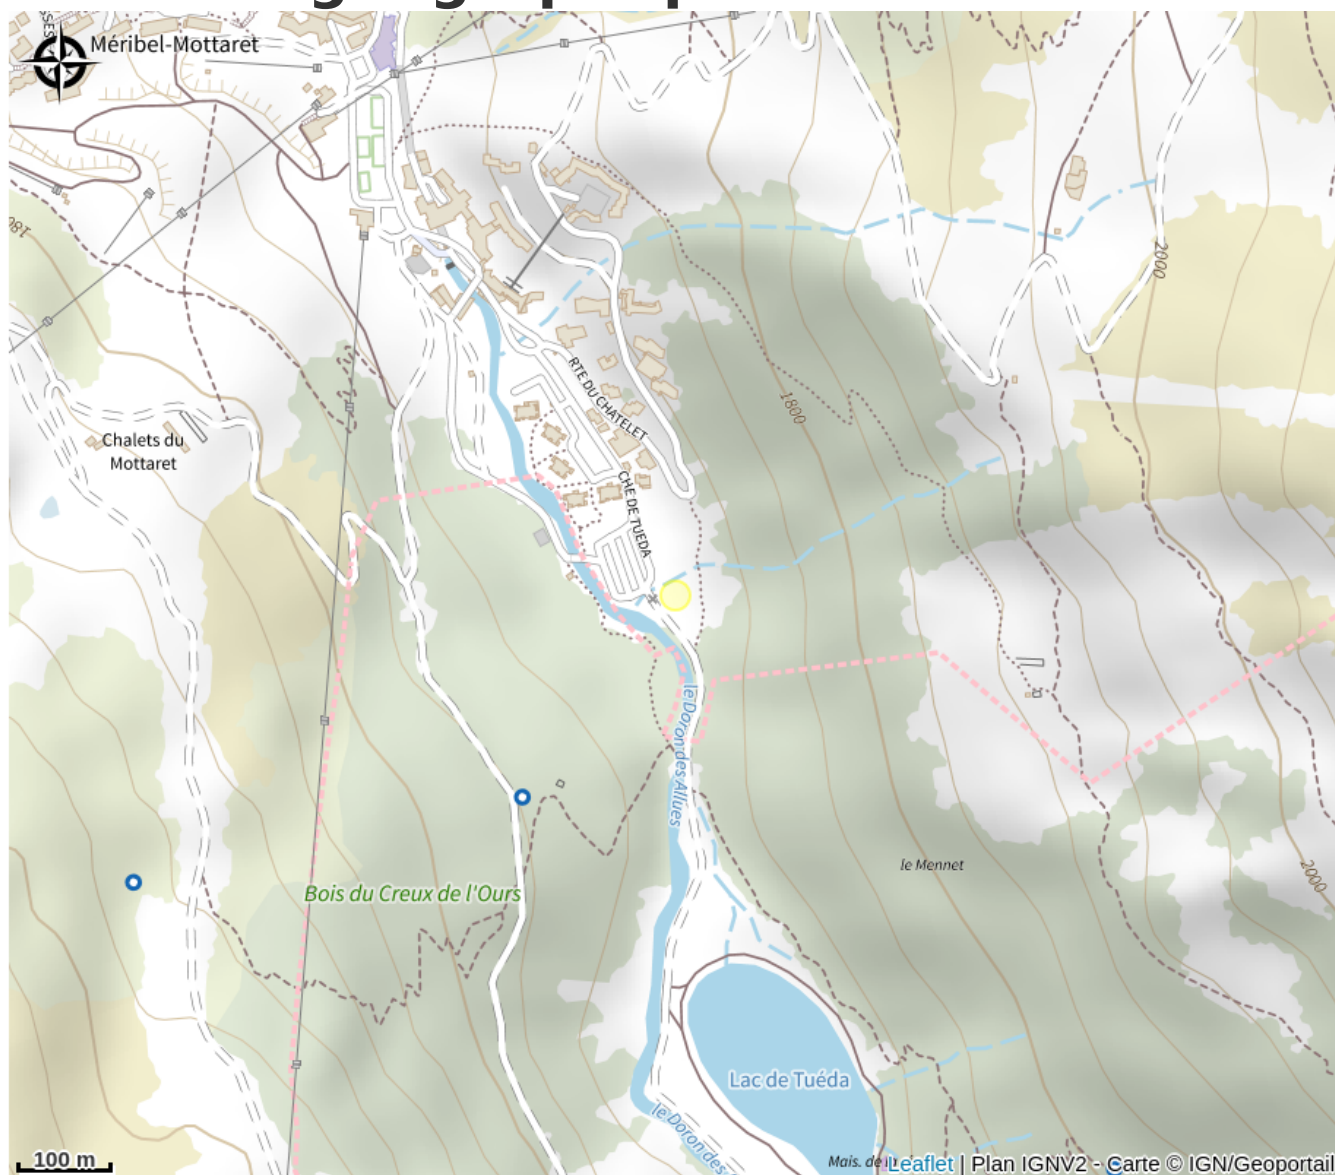 Méribel-Mottaret
2000
RTE DU CHATELET
1800
Chalets du
Mottaret
CHE DE TUEDA
le Doron des Allues
le Mennet
2000
Bois du Creux de l'Ours
Lac de Tuéda
le Doron des
100 m
Mais. de
Leaflet | Plan IGNV2 - Carte © IGN/Geoportail